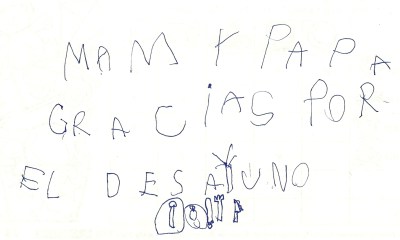 MAM Y PAPA
GRACIAS POR
EL DESAYUNO